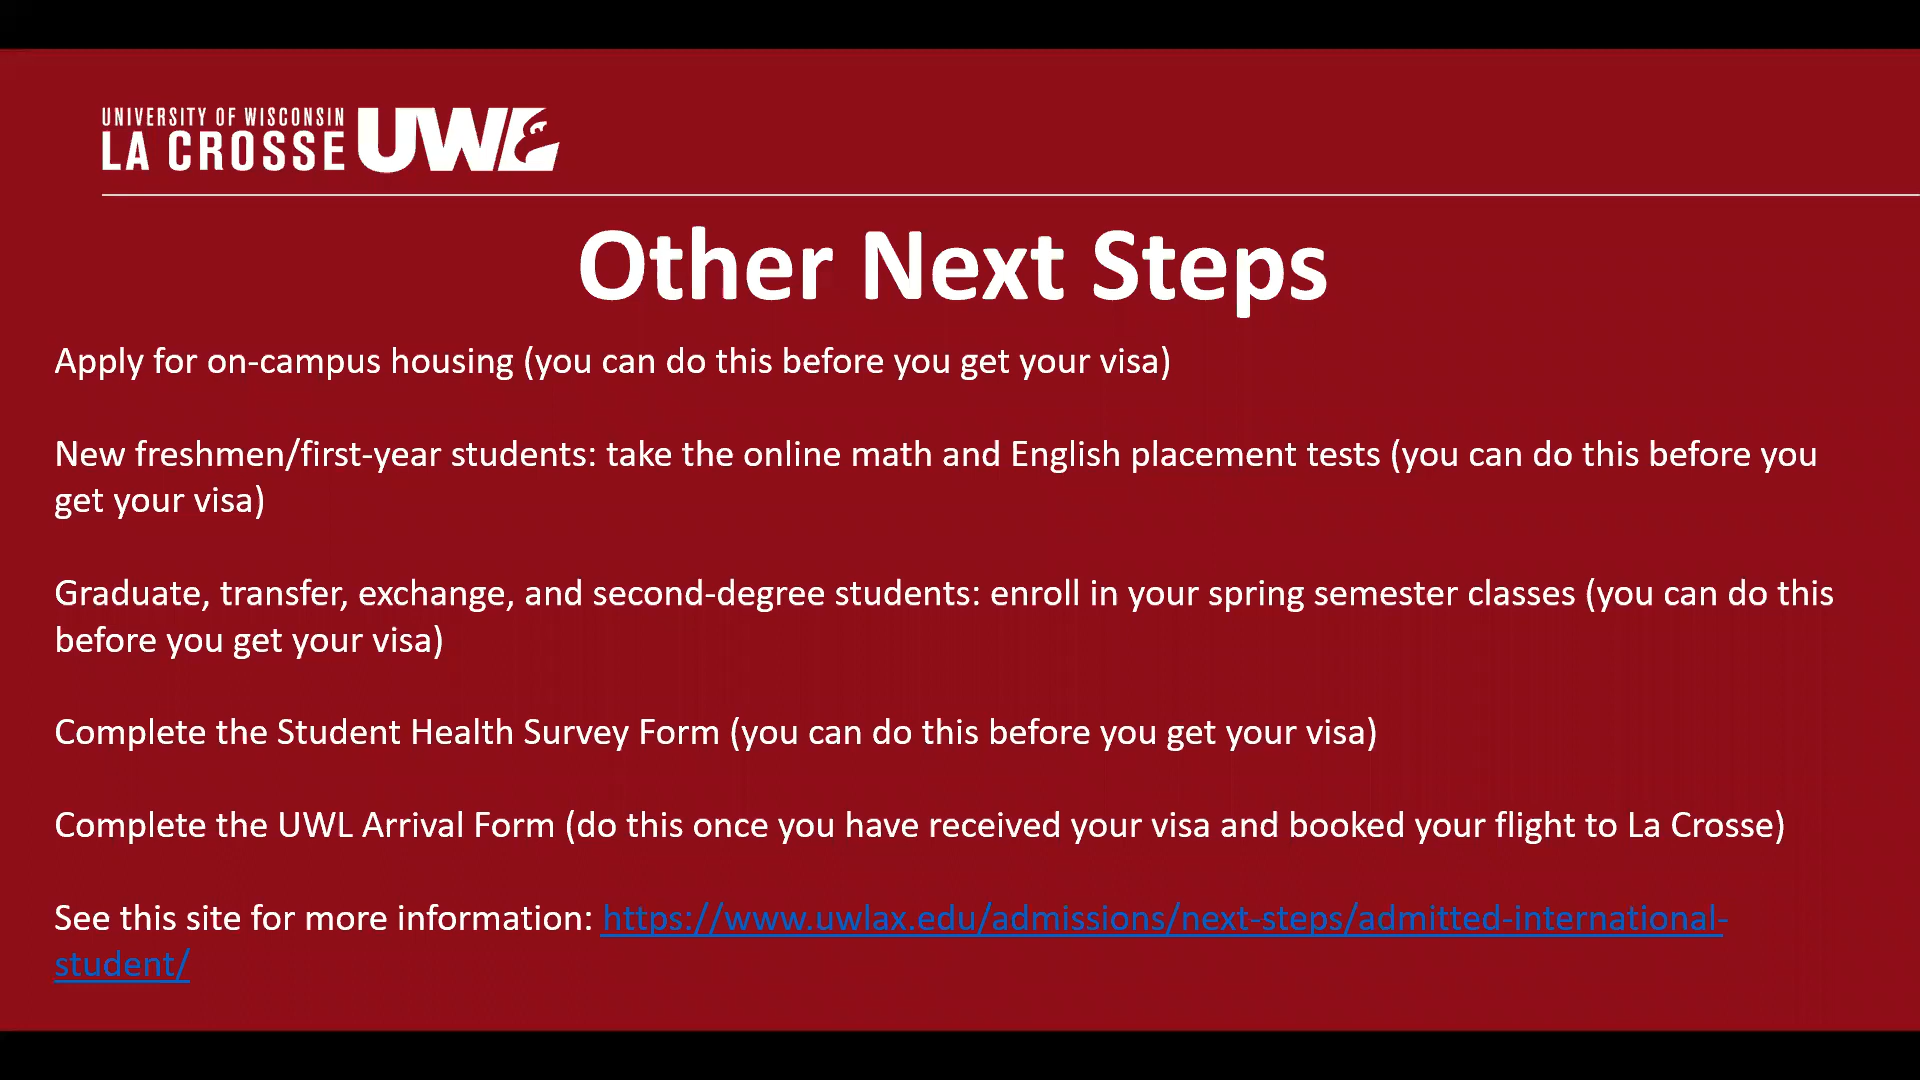 UNIVERSITY OF WISCONSIN
LA CROSSE UWL
Other Next Steps
Apply for on-campus housing (you can do this before you get your visa)
New freshmen/first-year students: take the online math and English placement tests (you can do this before you
get your visa)
Graduate, transfer, exchange, and second-degree students: enroll in your spring semester classes (you can do this
before you get your visa)
Complete the Student Health Survey Form (you can do this before you get your visa)
Complete the UWL Arrival Form (do this once you have received your visa and booked your flight to La Crosse)
See this site for more information: https://www.uwlax.edu/admissions/next-steps/admitted-international-
student/